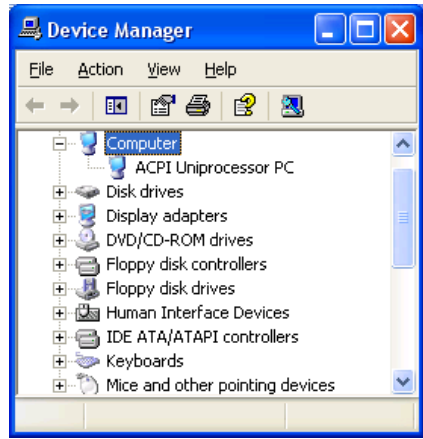 Device Manager
File Action View Help
Computer
ACPI Uniprocessor PC
Disk drives
Display adapters
DVD/CD-ROM drives
Floppy disk controllers
Floppy disk drives
Human Interface Devices
IDE ATA/ATAPI controllers
Keyboards
Mice and other pointing devices